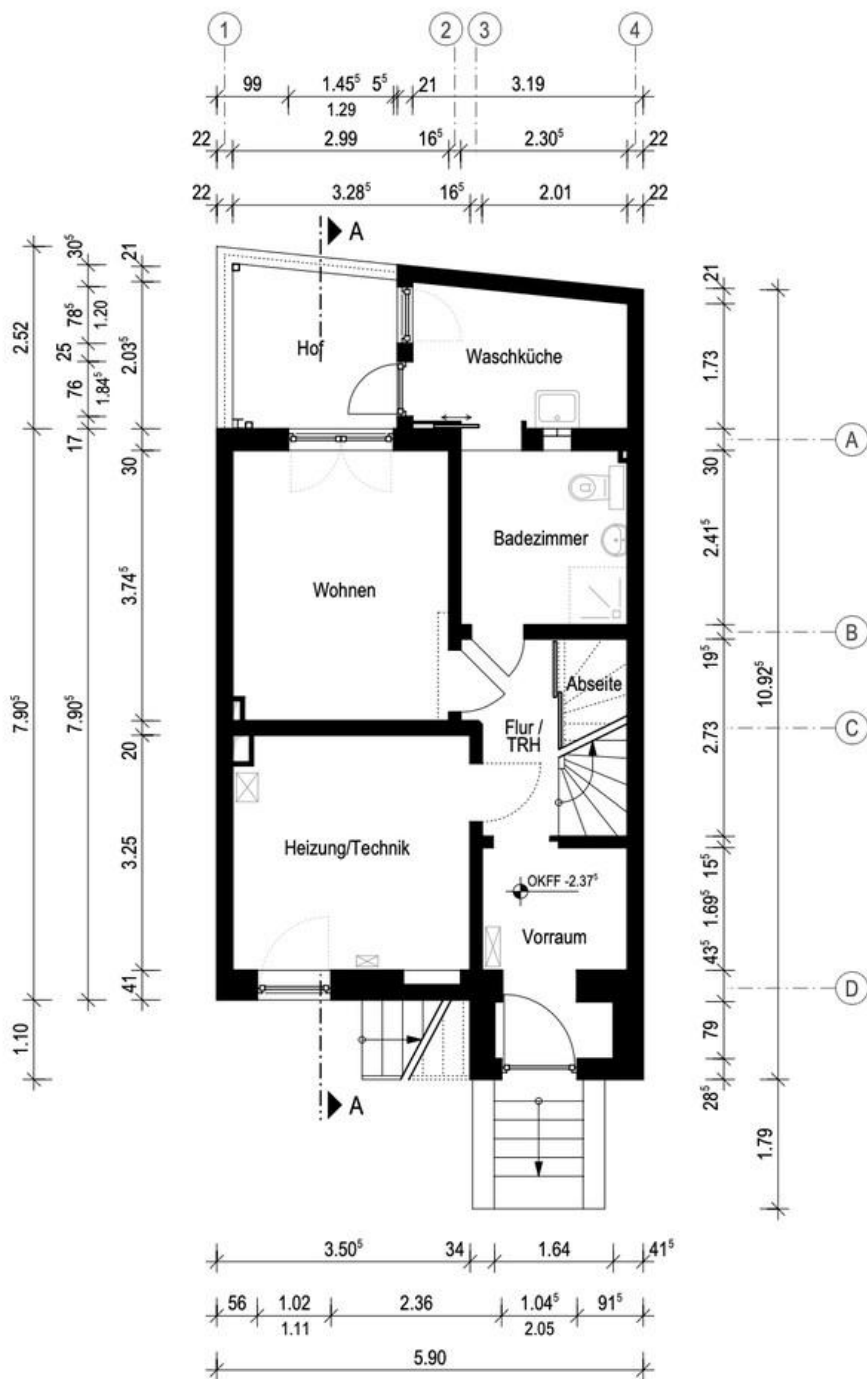 1 2 3 4
99 1.45⁵ 5⁵ 21 3.19
1.29
22 2.99 16⁵ 2.30⁵ 22
22 3.28⁵ 16⁵ 2.01 22
A
30⁵
21
21
2.52
78⁵
1.20
2.03⁵
Hof
Waschküche
1.73
25
76
1.84⁵
17
A
30
30
2.41⁵
Badezimmer
3.74⁵
Wohnen
B
19⁵
Abseite
10.92⁵
7.90⁵
7.90⁵
Flur /
TRH
C
2.73
20
3.25
Heizung/Technik
15⁵
OKFF -2.37⁵
1.69⁵
Vorraum
43⁵
41
D
1.10
79
A
28⁵
1.79
3.50⁵ 34 1.64 41⁵
56 1.02 2.36 1.04⁵ 91⁵
1.11 2.05
5.90